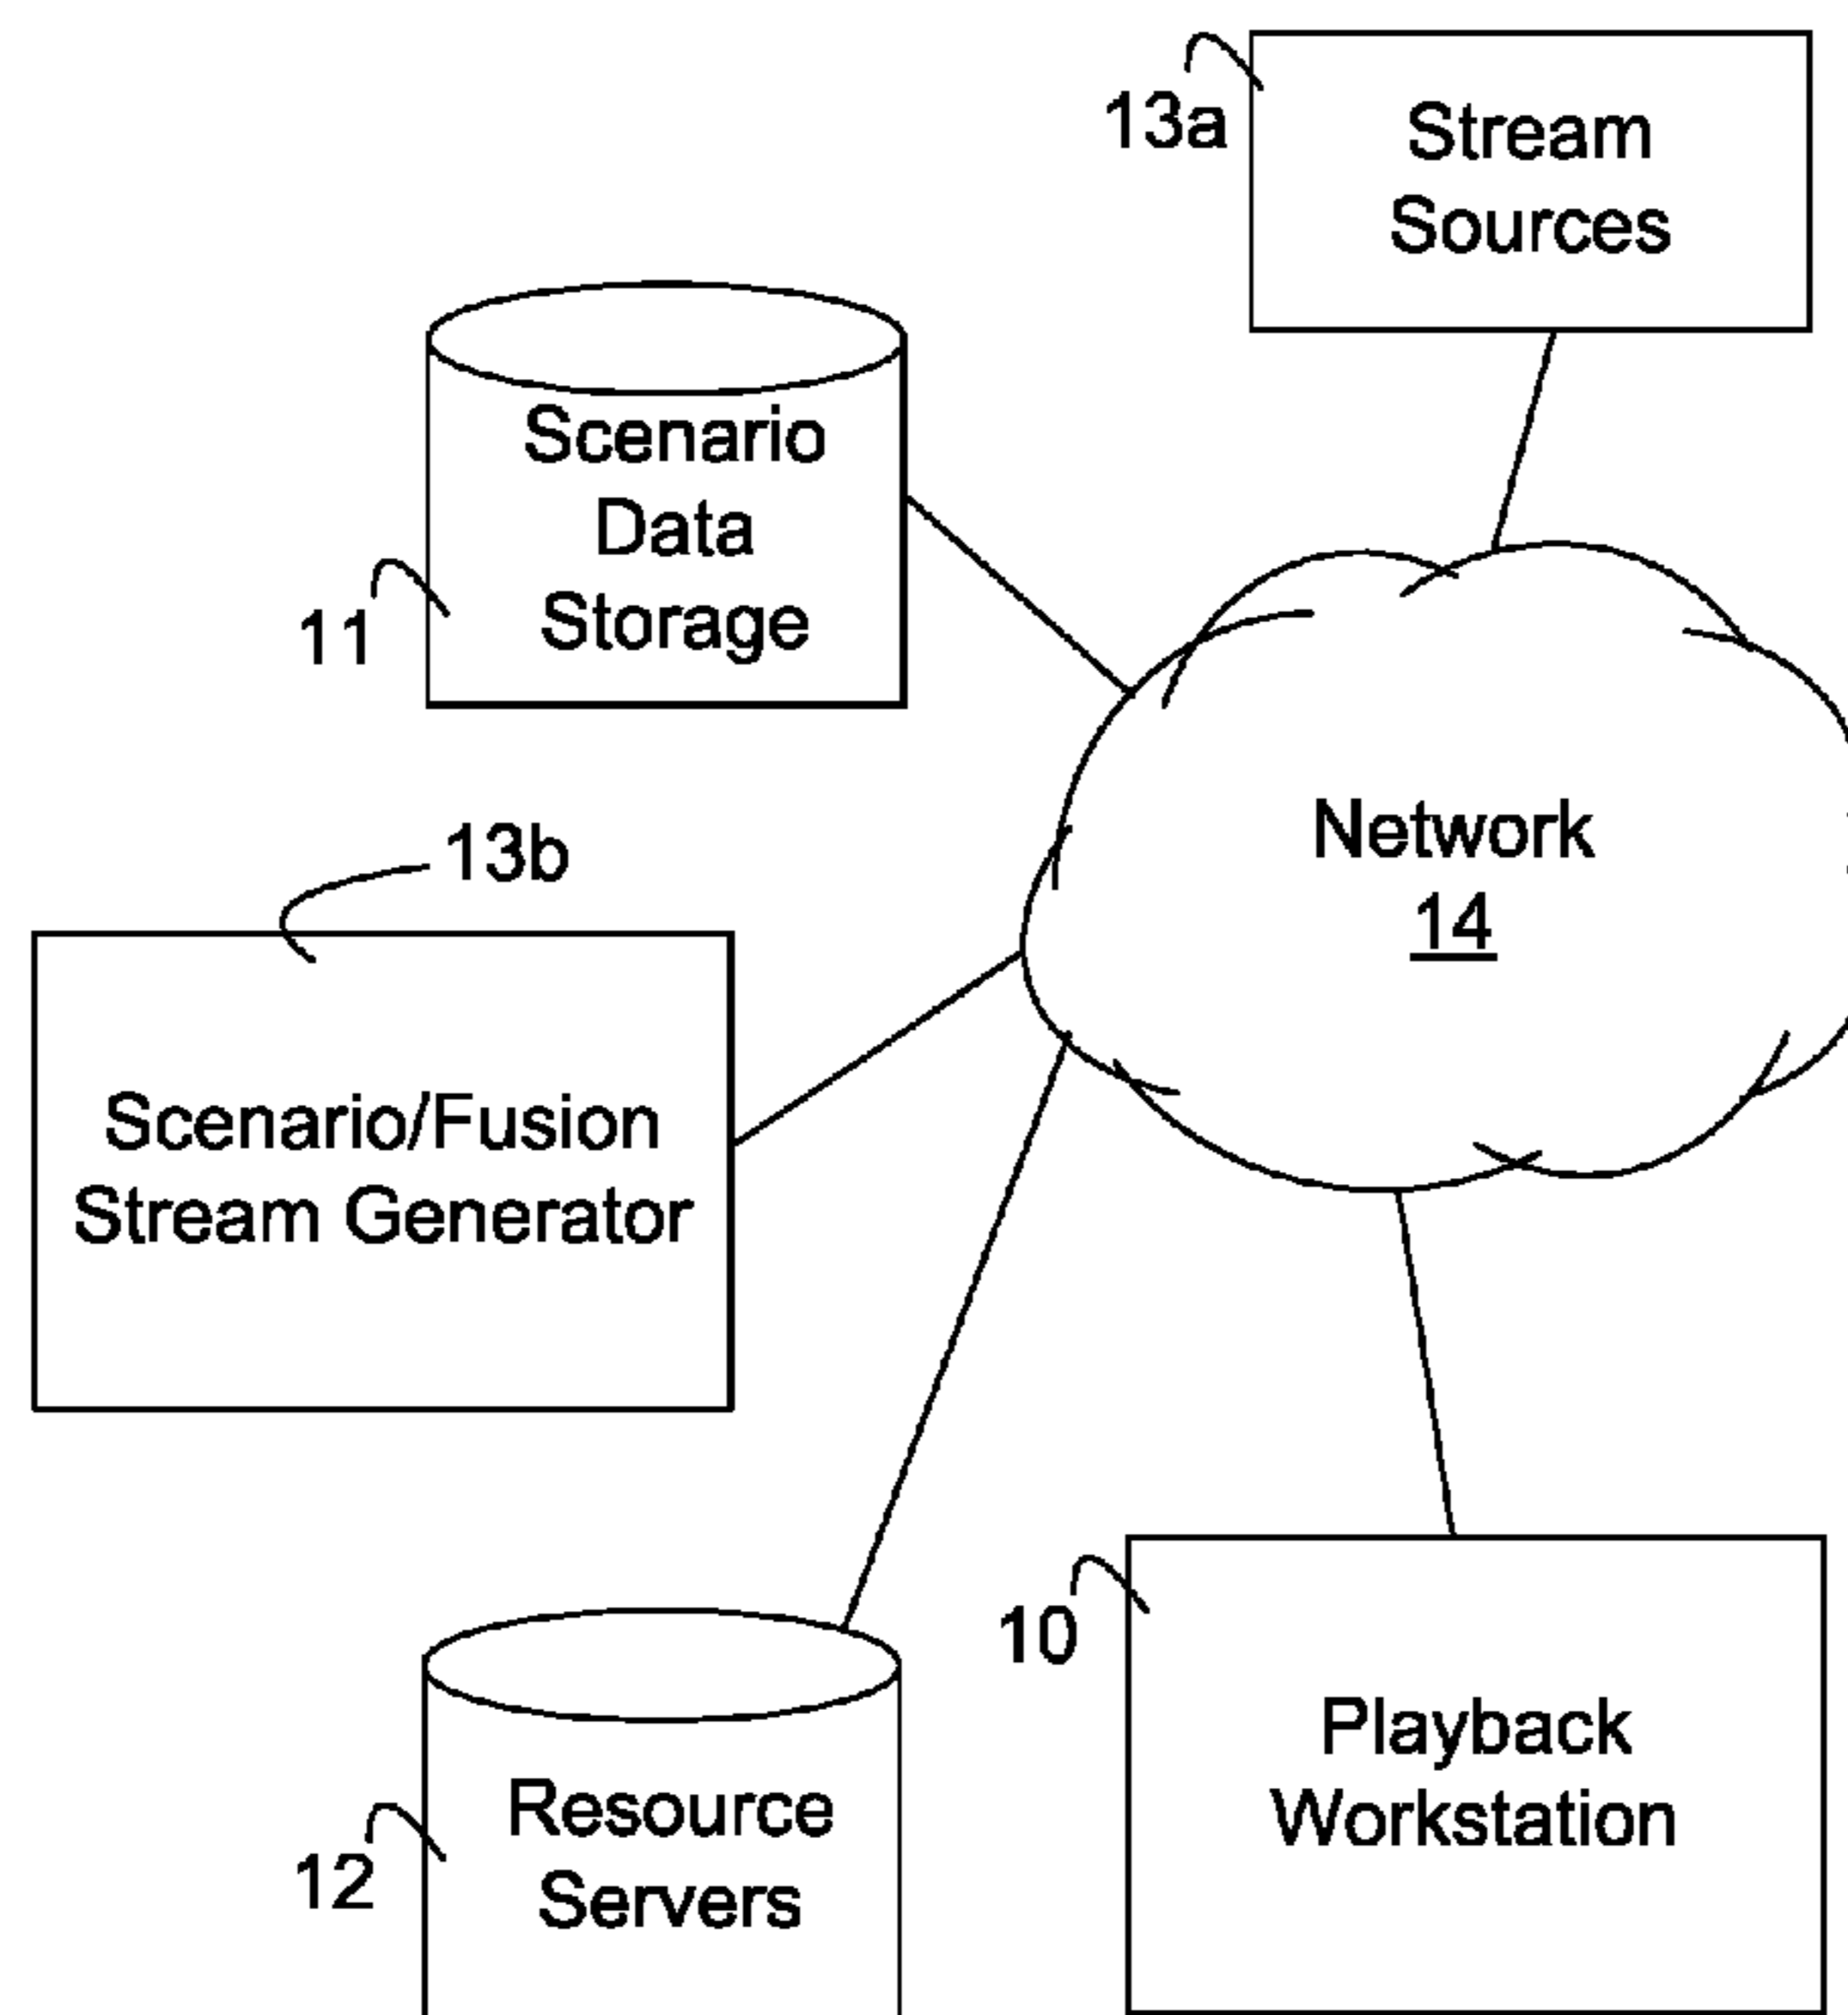 13a
Stream
Sources
Scenario
Data
Storage
11
Network
14
13b
Scenario/Fusion
Stream Generator
10
Playback
Workstation
Resource
Servers
12